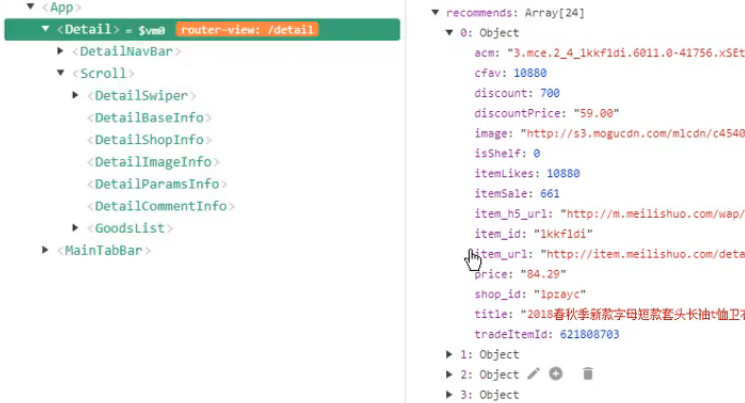 <App>
<Detail> = $vm0 router-view: /detail
<DetailNavBar>
<Scroll>
<DetailSwiper>
<DetailBaseInfo>
<DetailShopInfo>
<DetailImageInfo>
<DetailParamsInfo>
<DetailCommentInfo>
<GoodsList>
<MainTabBar>
recommends: Array[24]
0: Object
acm: "3.mce.2_4_1kkf1di.6011.0-41756.xSEt
cfav: 10880
discount: 700
discountPrice: "59.00"
image: "http://s3.mogucdn.com/mlcdn/c4540
isShelf: 0
itemLikes: 10880
itemSale: 661
item_h5_url: "http://m.meilishuo.com/wap/
item_id: "1kkf1di"
item_url: "http://item.meilishuo.com/deta
price: "84.29"
shop_id: "1pzayc"
title: "2018春秋季新款字母短款套头长袖t恤卫衣
tradeItemId: 621808703
1: Object
2: Object
3: Object